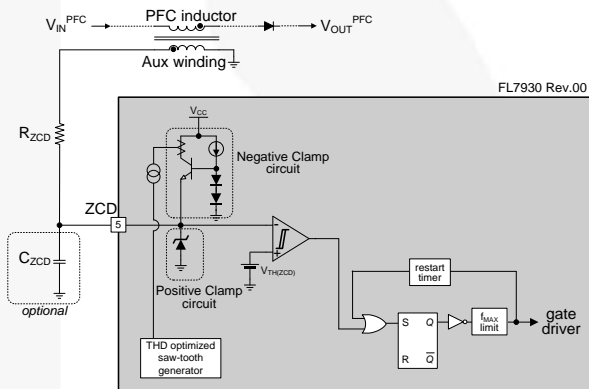 PFC inductor
V_IN^PFC
V_OUT^PFC
Aux winding
FL7930 Rev.00
R_ZCD
V_CC
Negative Clamp
circuit
ZCD
5
C_ZCD
optional
Positive Clamp
circuit
V_TH(ZCD)
restart
timer
THD optimized
saw-tooth
generator
S Q
R Q̅
f_MAX
limit
gate
driver